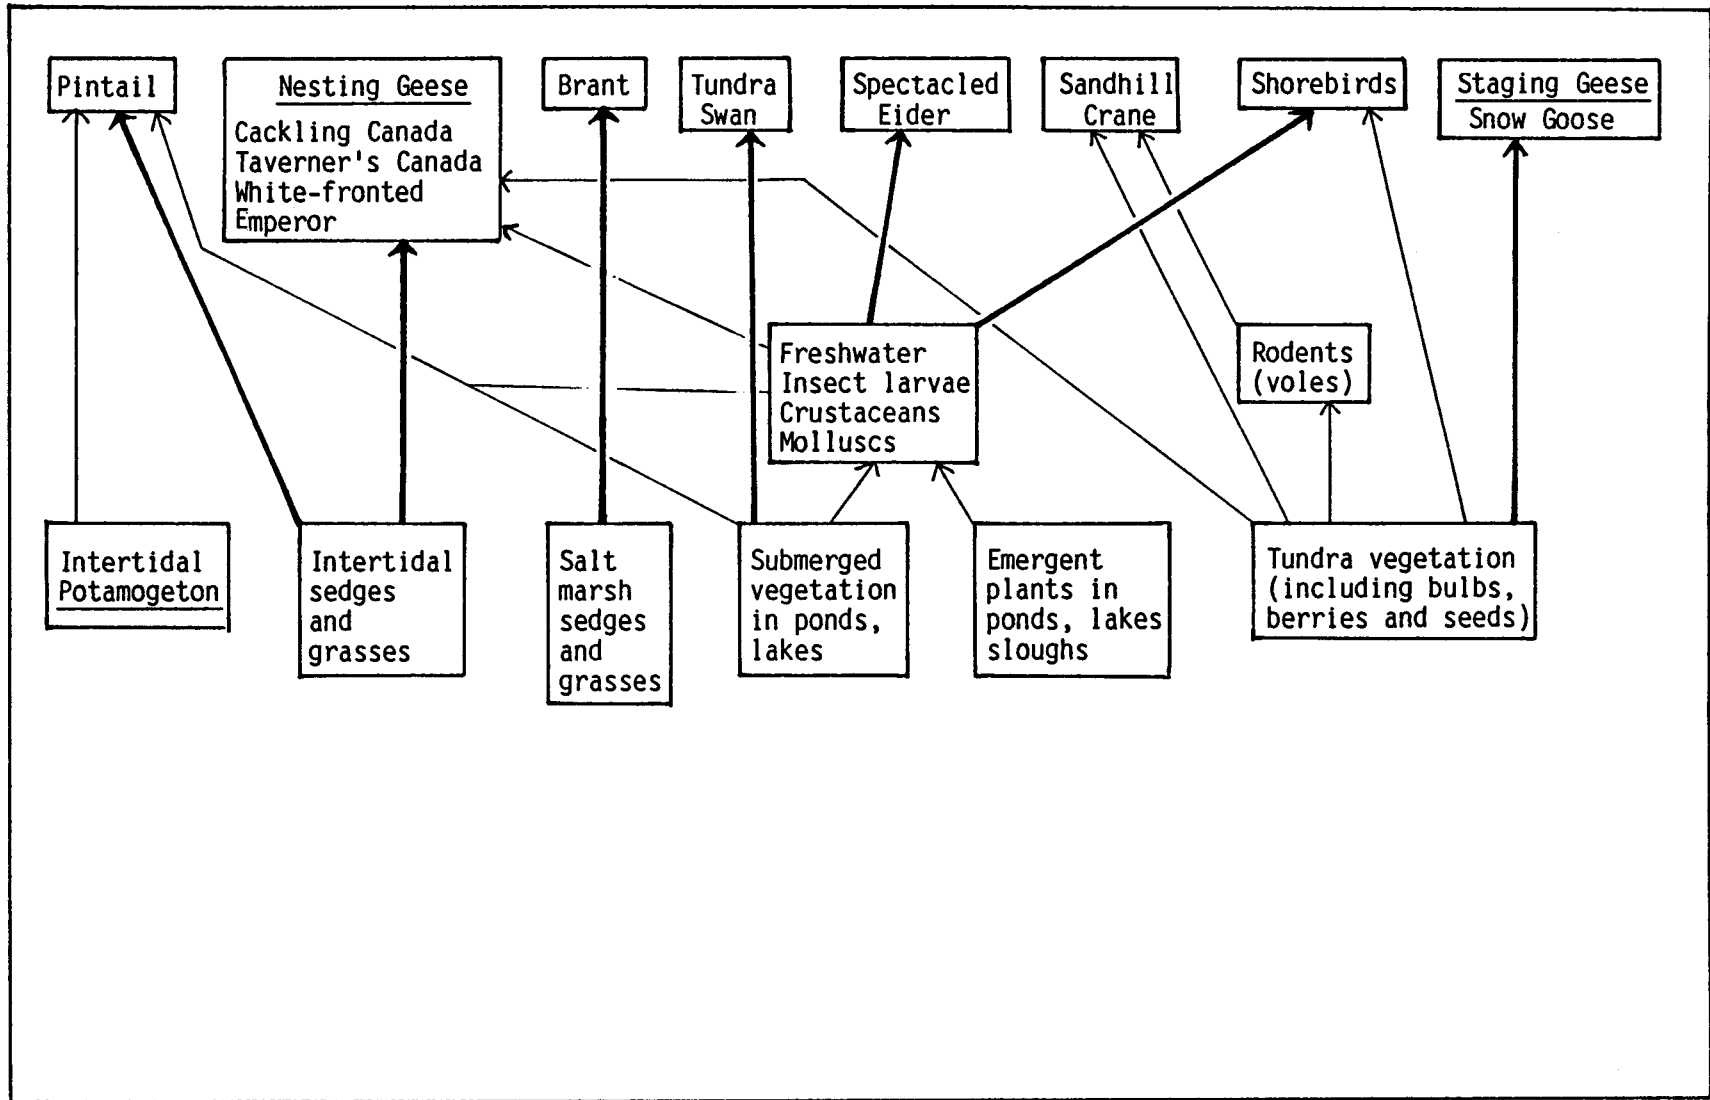 Pintail
Nesting Geese
Cackling Canada
Taverner's Canada
White-fronted
Emperor
Brant
Tundra
Swan
Spectacled
Eider
Sandhill
Crane
Shorebirds
Staging Geese
Snow Goose
Freshwater
Insect larvae
Crustaceans
Molluscs
Rodents
(voles)
Intertidal
Potamogeton
Intertidal
sedges
and
grasses
Salt
marsh
sedges
and
grasses
Submerged
vegetation
in ponds,
lakes
Emergent
plants in
ponds, lakes
sloughs
Tundra vegetation
(including bulbs,
berries and seeds)